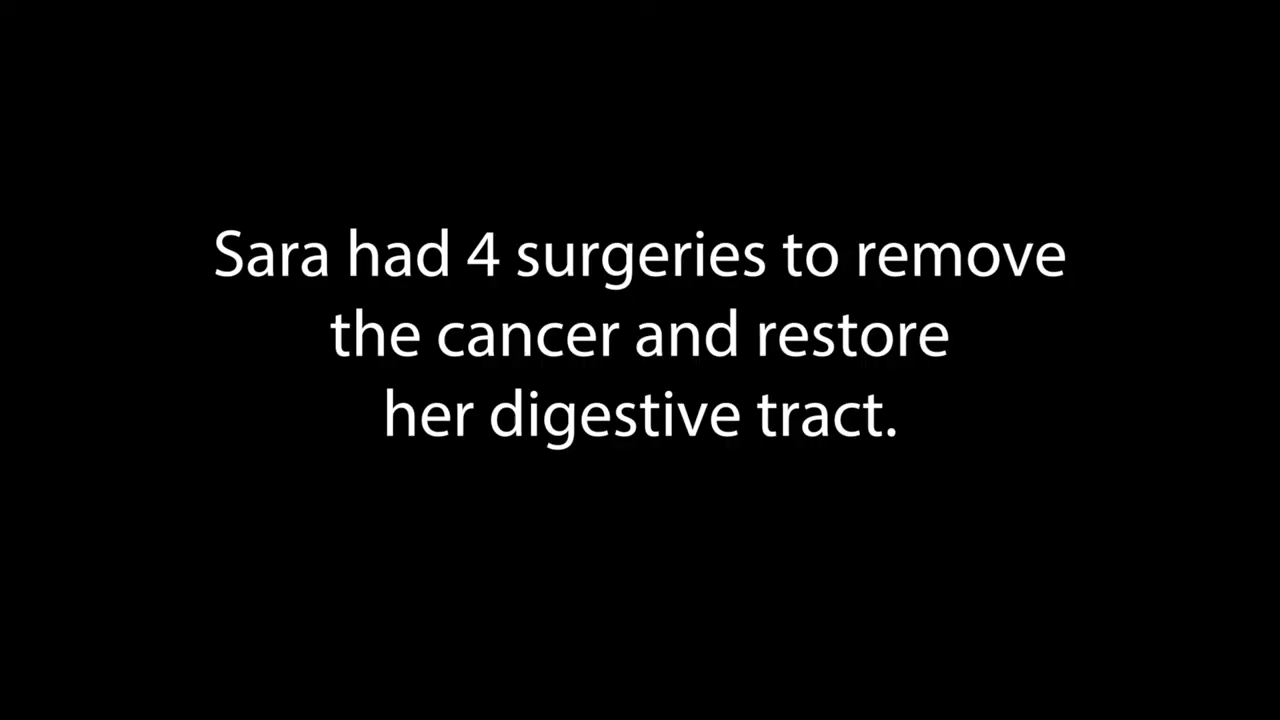 Sara had 4 surgeries to remove
the cancer and restore
her digestive tract.